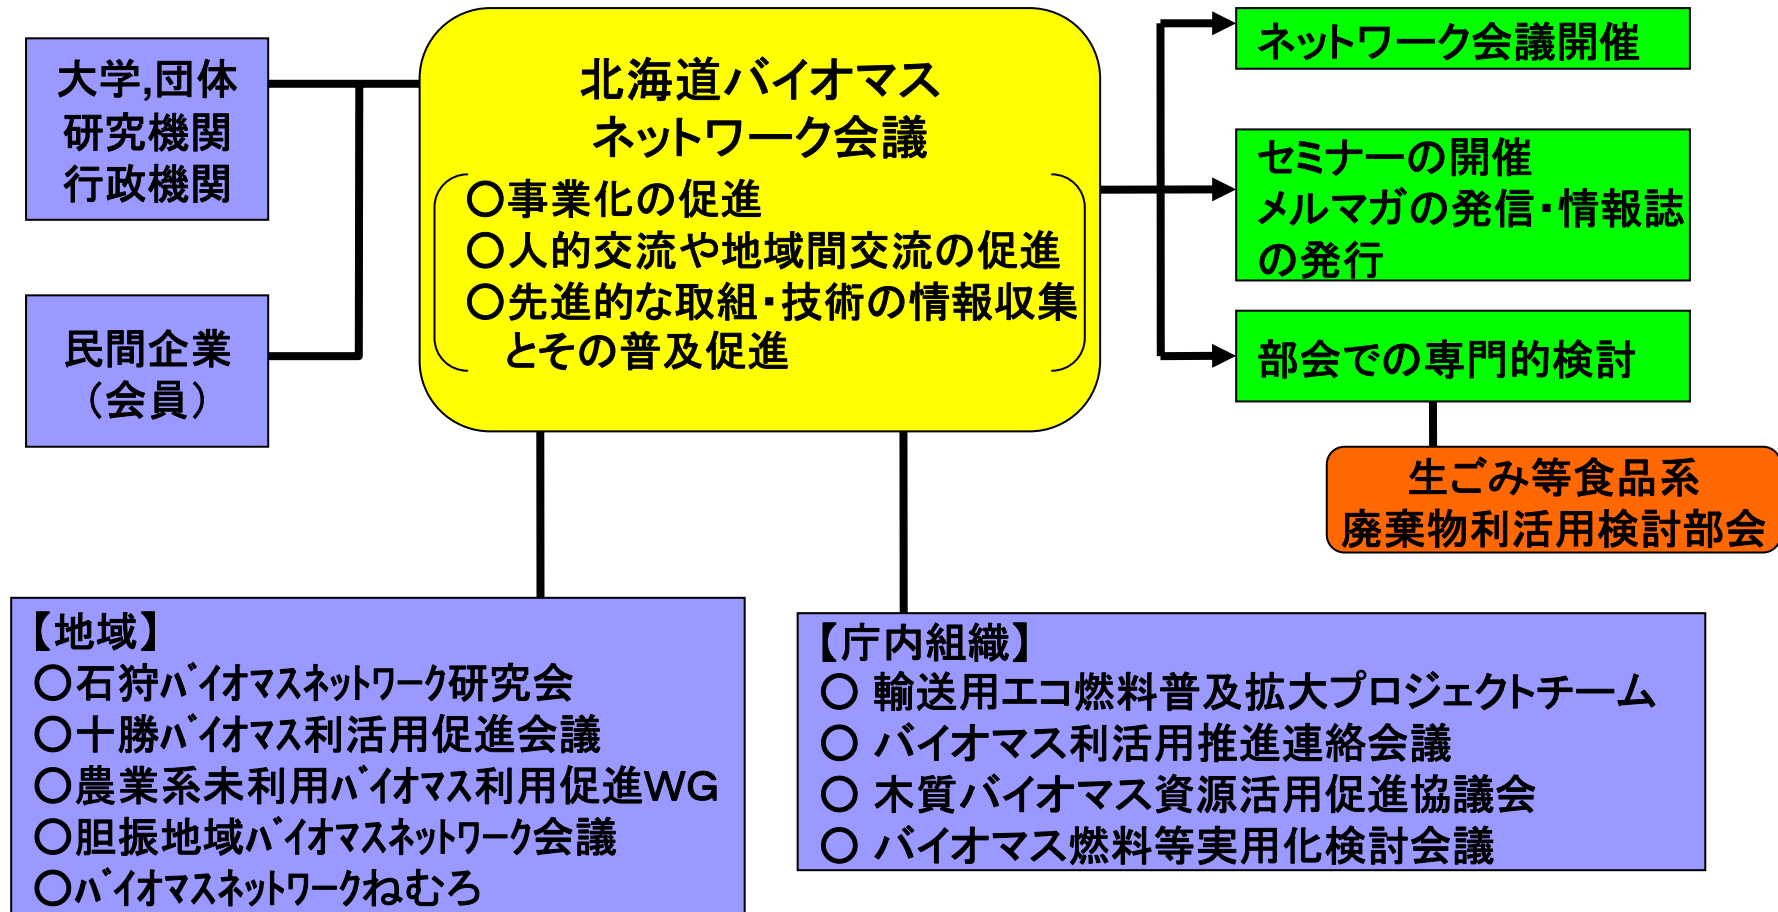 大学,団体
研究機関
行政機関
民間企業
（会員）
北海道バイオマス
ネットワーク会議
○事業化の促進
○人的交流や地域間交流の促進
○先進的な取組・技術の情報収集
とその普及促進
ネットワーク会議開催
セミナーの開催
メルマガの発信・情報誌
の発行
部会での専門的検討
生ごみ等食品系
廃棄物利活用検討部会
【地域】
○石狩ﾊﾞｲｵﾏｽﾈｯﾄﾜｰｸ研究会
○十勝ﾊﾞｲｵﾏｽ利活用促進会議
○農業系未利用ﾊﾞｲｵﾏｽ利用促進WG
○胆振地域ﾊﾞｲｵﾏｽﾈｯﾄﾜｰｸ会議
○ﾊﾞｲｵﾏｽﾈｯﾄﾜｰｸねむろ
【庁内組織】
○ 輸送用エコ燃料普及拡大プロジェクトチーム
○ バイオマス利活用推進連絡会議
○ 木質バイオマス資源活用促進協議会
○ バイオマス燃料等実用化検討会議